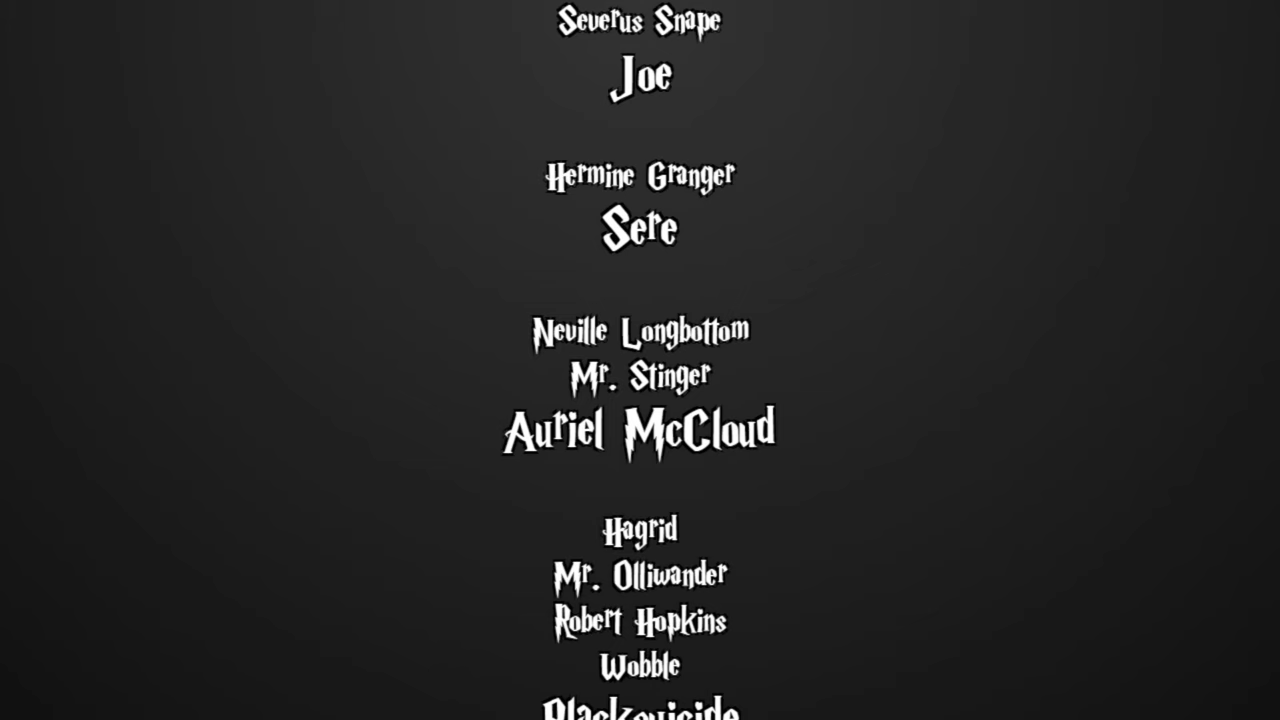 Severus Snape
Joe
Hermine Granger
Sere
Neville Longbottom
Mr. Stinger
Auriel McCloud
Hagrid
Mr. Olliwander
Robert Hopkins
Wobble